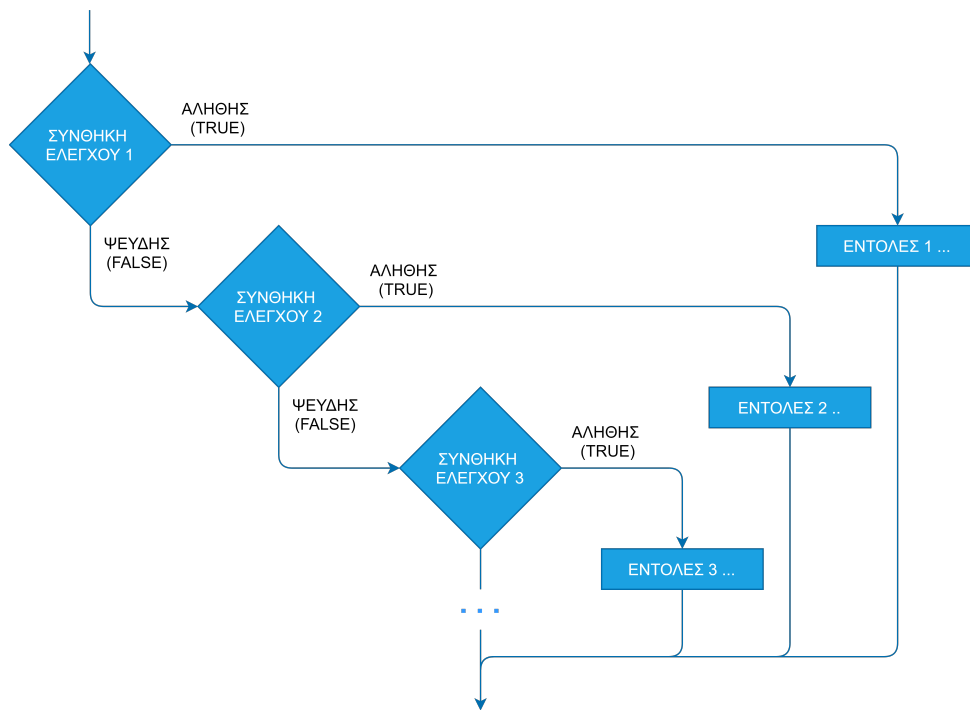 ΑΛΗΘΗΣ
(TRUE)
ΣΥΝΘΗΚΗ
ΕΛΕΓΧΟΥ 1
ΨΕΥΔΗΣ
(FALSE)
ΕΝΤΟΛΕΣ 1 ...
ΑΛΗΘΗΣ
(TRUE)
ΣΥΝΘΗΚΗ
ΕΛΕΓΧΟΥ 2
ΨΕΥΔΗΣ
(FALSE)
ΕΝΤΟΛΕΣ 2 ..
ΑΛΗΘΗΣ
(TRUE)
ΣΥΝΘΗΚΗ
ΕΛΕΓΧΟΥ 3
ΕΝΤΟΛΕΣ 3 ...
. . .